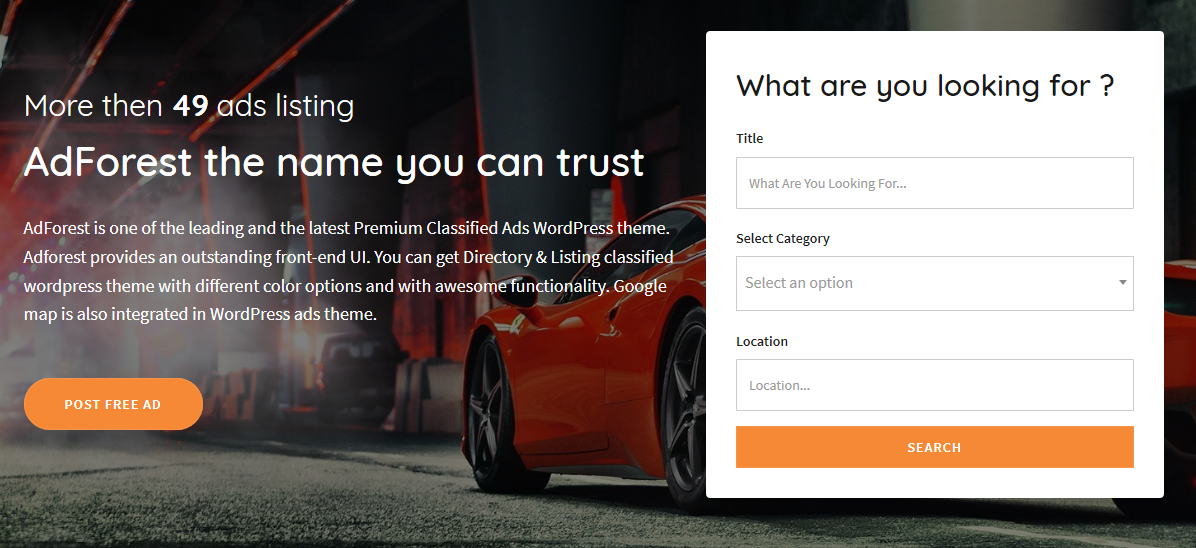 More then 49 ads listing
AdForest the name you can trust
AdForest is one of the leading and the latest Premium Classified Ads WordPress theme.
Adforest provides an outstanding front-end UI. You can get Directory & Listing classified
wordpress theme with different color options and with awesome functionality. Google
map is also integrated in WordPress ads theme.
POST FREE AD
What are you looking for ?
Title
What Are You Looking For...
Select Category
Select an option
Location
Location...
SEARCH